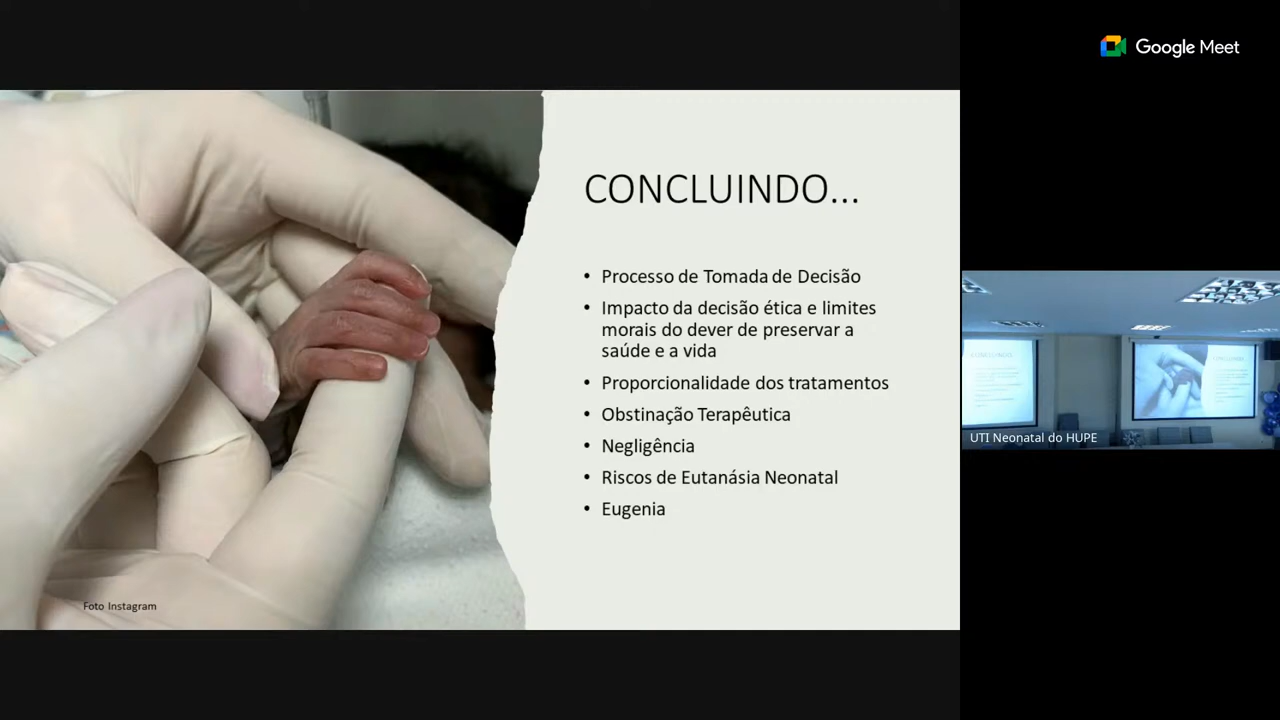 Google Meet
CONCLUINDO...
• Processo de Tomada de Decisão
• Impacto da decisão ética e limites
morais do dever de preservar a
saúde e a vida
• Proporcionalidade dos tratamentos
• Obstinação Terapêutica
• Negligência
• Riscos de Eutanásia Neonatal
• Eugenia
Foto Instagram
UTI Neonatal do HUPE